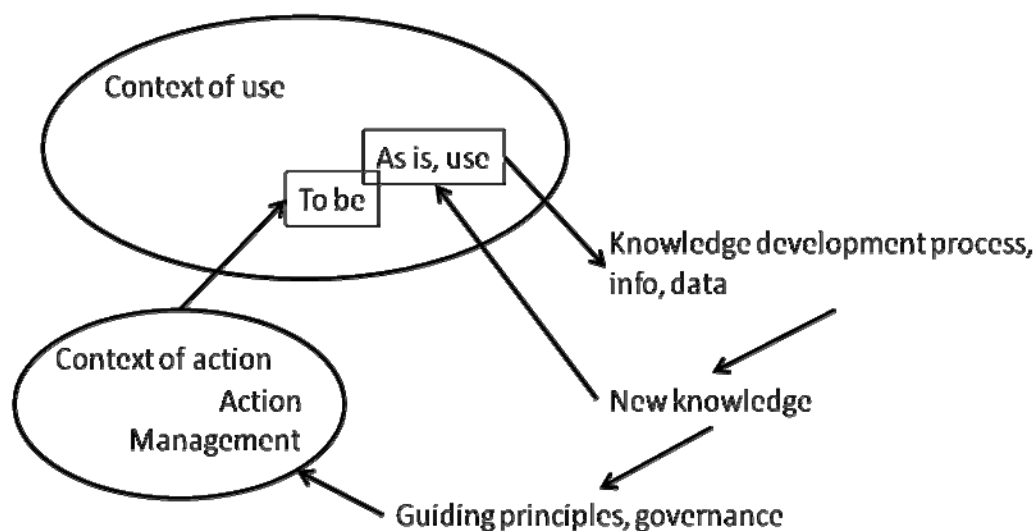 Context of use
As is, use
To be
Knowledge development process,
info, data
Context of action
Action
Management
New knowledge
Guiding principles, governance